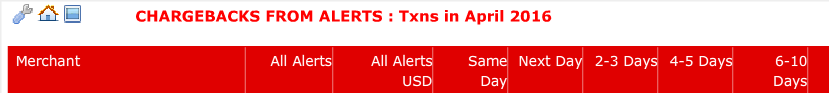 CHARGEBACKS FROM ALERTS : Txns in April 2016
Merchant All Alerts All Alerts USD Same Day Next Day 2-3 Days 4-5 Days 6-10 Days